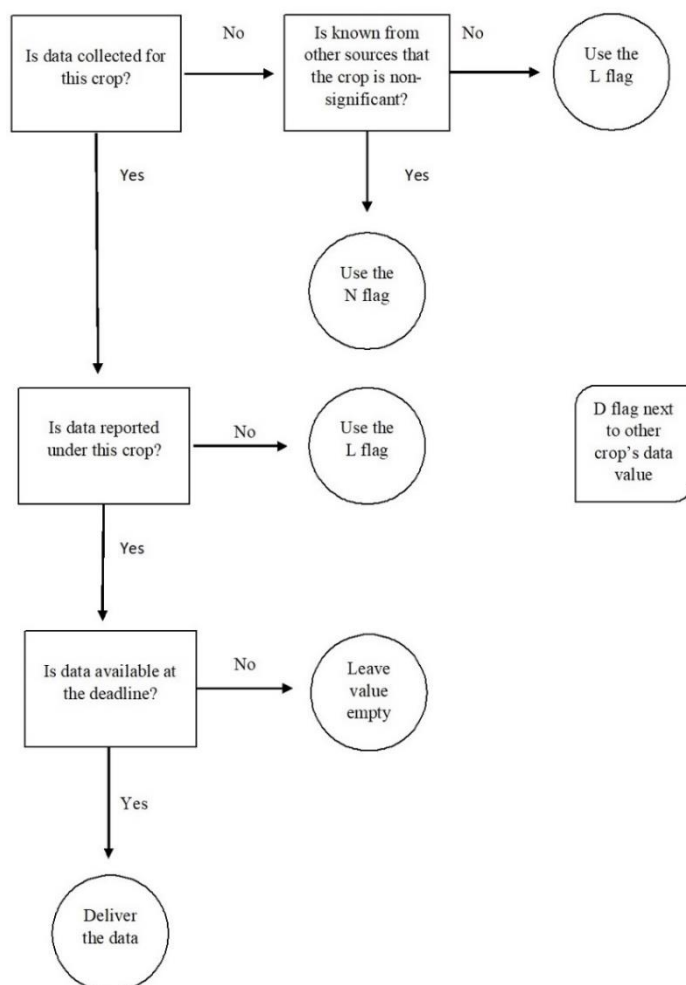 Is data collected for
this crop?
No
Is known from
other sources that
the crop is non-
significant?
No
Use the
L flag
Yes
Yes
Use the
N flag
Is data reported
under this crop?
No
Use the
L flag
D flag next
to other
crop's data
value
Yes
Is data available at
the deadline?
No
Leave
value
empty
Yes
Deliver
the data